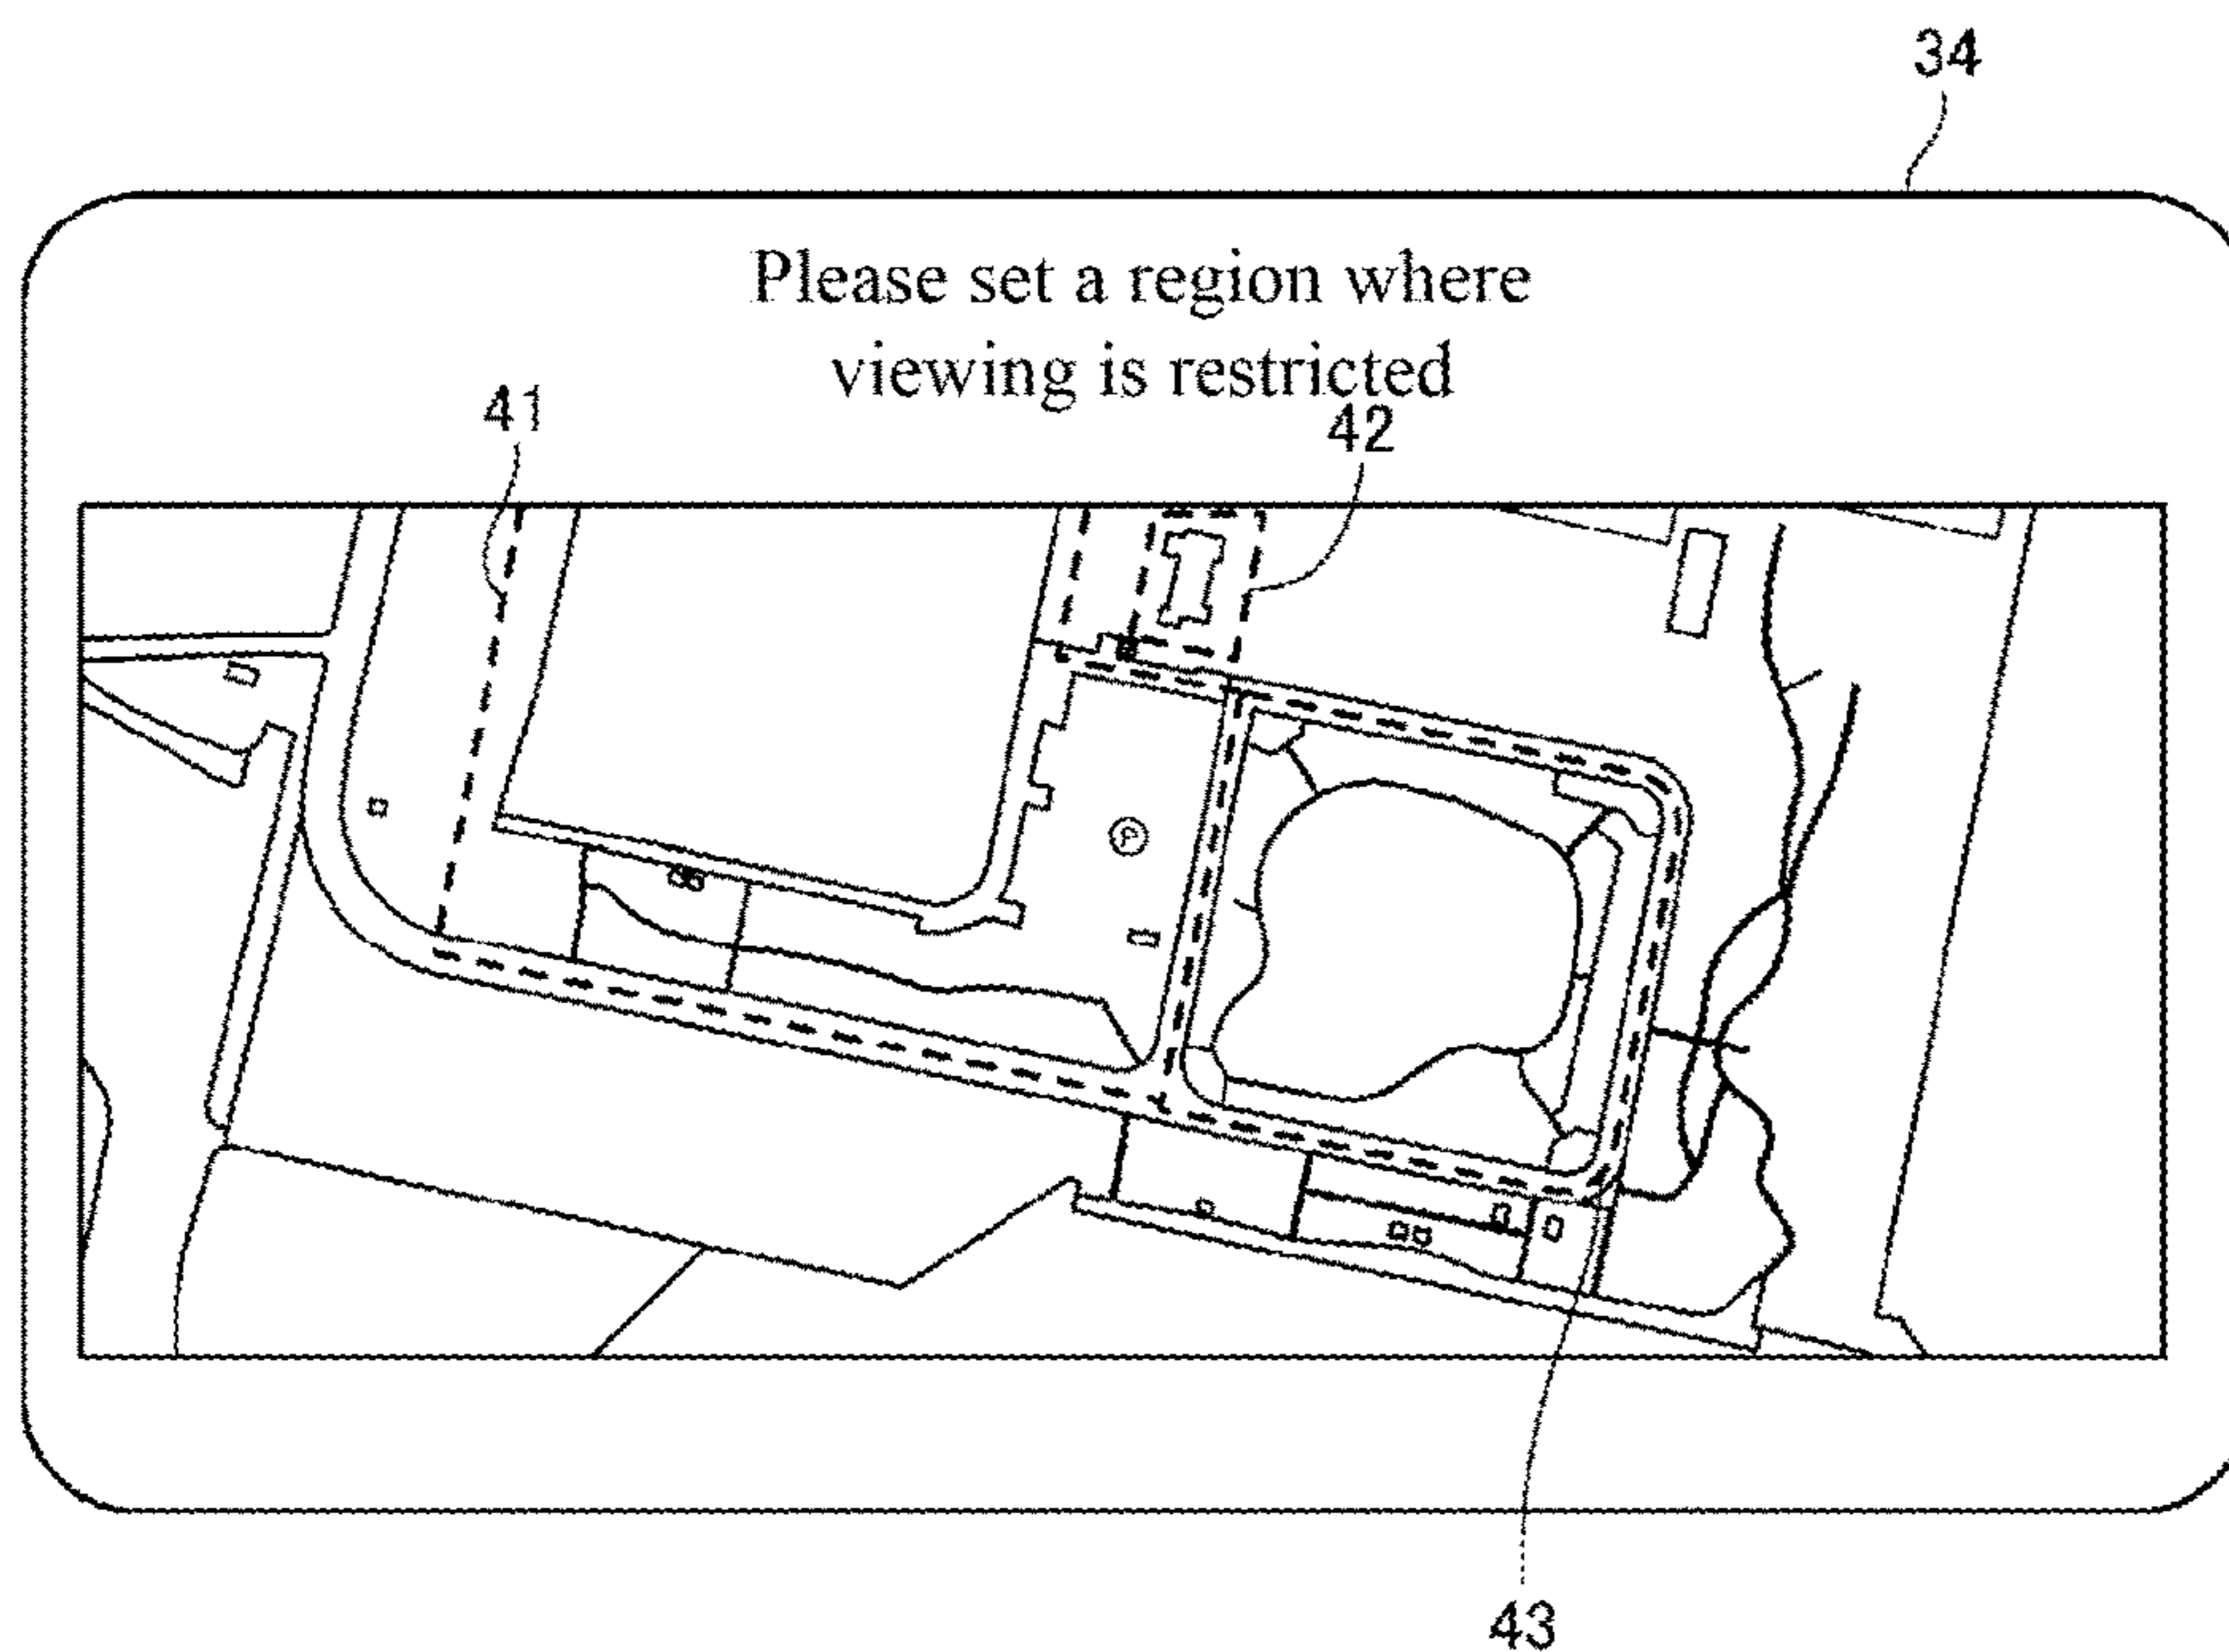 34
Please set a region where
viewing is restricted
41
42
P
43